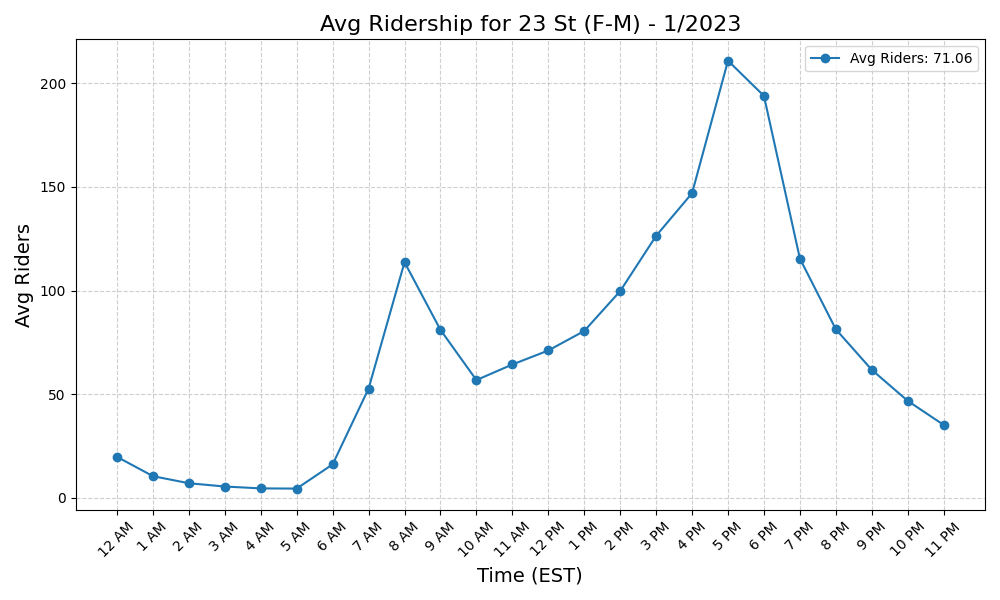 Avg Ridership for 23 St (F-M) - 1/2023
Avg Riders: 71.06
Avg Riders
200
150
100
50
0
12 AM
1 AM
2 AM
3 AM
4 AM
5 AM
6 AM
7 AM
8 AM
9 AM
10 AM
11 AM
12 PM
1 PM
2 PM
3 PM
4 PM
5 PM
6 PM
7 PM
8 PM
9 PM
10 PM
11 PM
Time (EST)